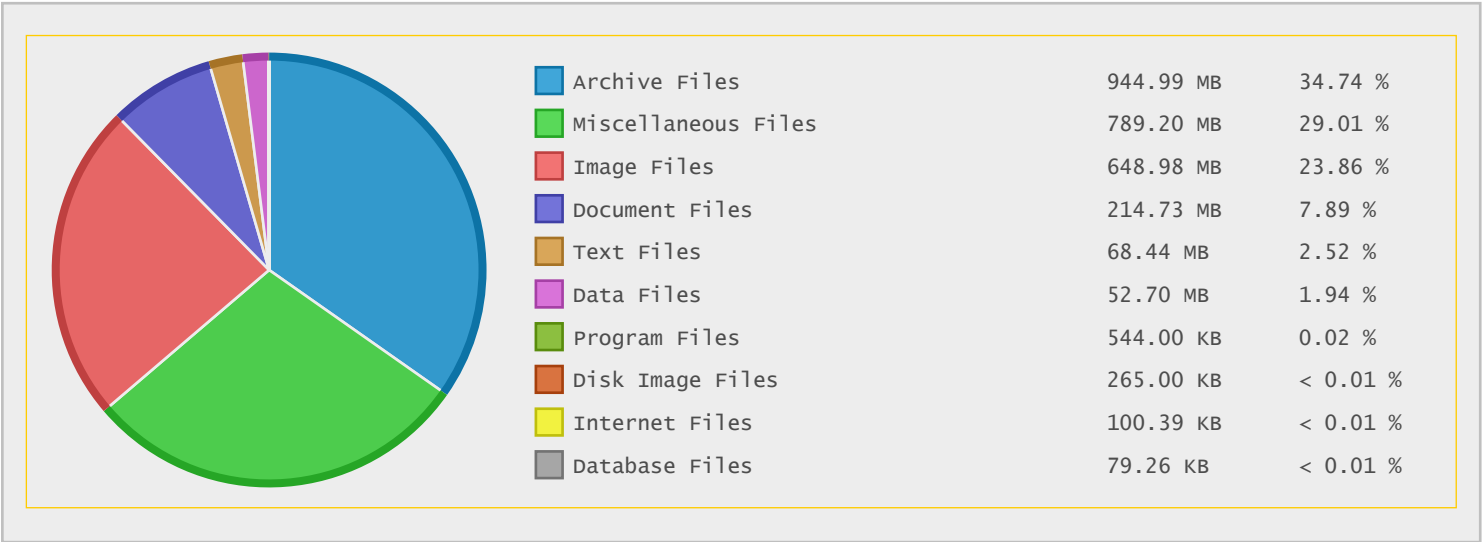 Archive Files 944.99 MB 34.74 %
Miscellaneous Files 789.20 MB 29.01 %
Image Files 648.98 MB 23.86 %
Document Files 214.73 MB 7.89 %
Text Files 68.44 MB 2.52 %
Data Files 52.70 MB 1.94 %
Program Files 544.00 KB 0.02 %
Disk Image Files 265.00 KB < 0.01 %
Internet Files 100.39 KB < 0.01 %
Database Files 79.26 KB < 0.01 %